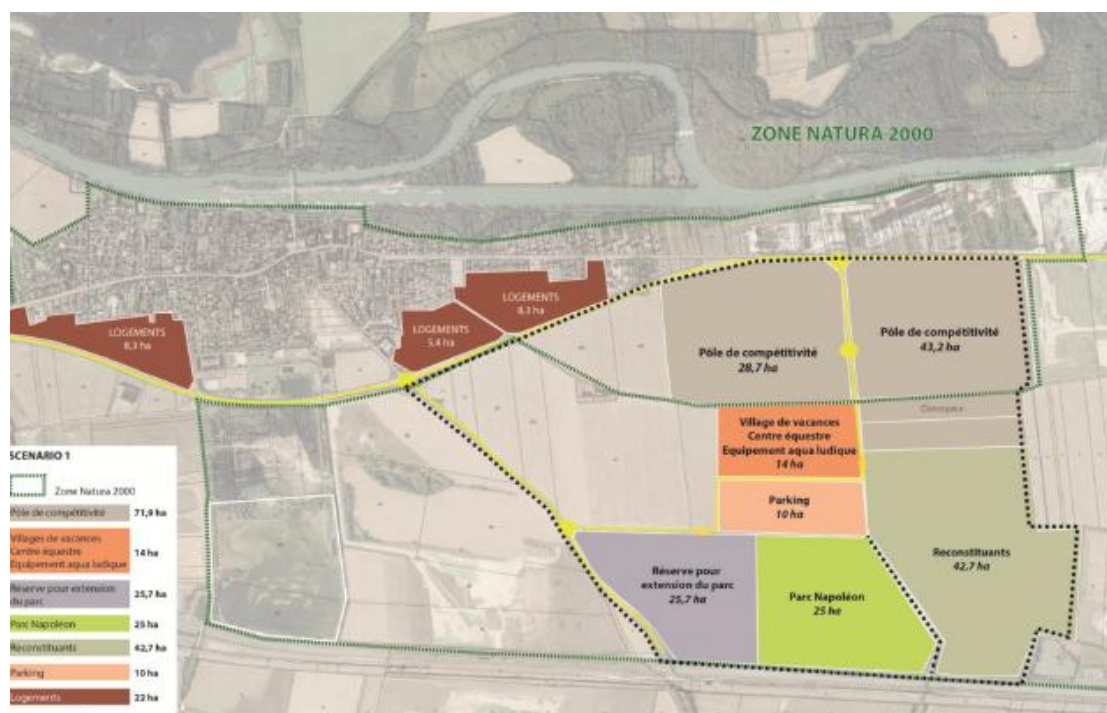 ZONE NATURA 2000
LOGEMENTS
8,3 ha
LOGEMENTS
5,4 ha
LOGEMENTS
8,3 ha
Pôle de compétitivité
28,7 ha
Pôle de compétitivité
43,2 ha
Convoyeur
Village de vacances
Centre équestre
Equipement aqua ludique
14 ha
Parking
10 ha
Réserve pour
extension du parc
25,7 ha
Parc Napoléon
25 ha
Reconstituants
42,7 ha
SCENARIO 1
Zone Natura 2000
Pôle de compétitivité 71,9 ha
Villages de vacances
Centre équestre
Equipement aqua ludique
14 ha
Réserve pour extension
du parc
25,7 ha
Parc Napoléon 25 ha
Reconstituants 42,7 ha
Parking 10 ha
Logements 22 ha